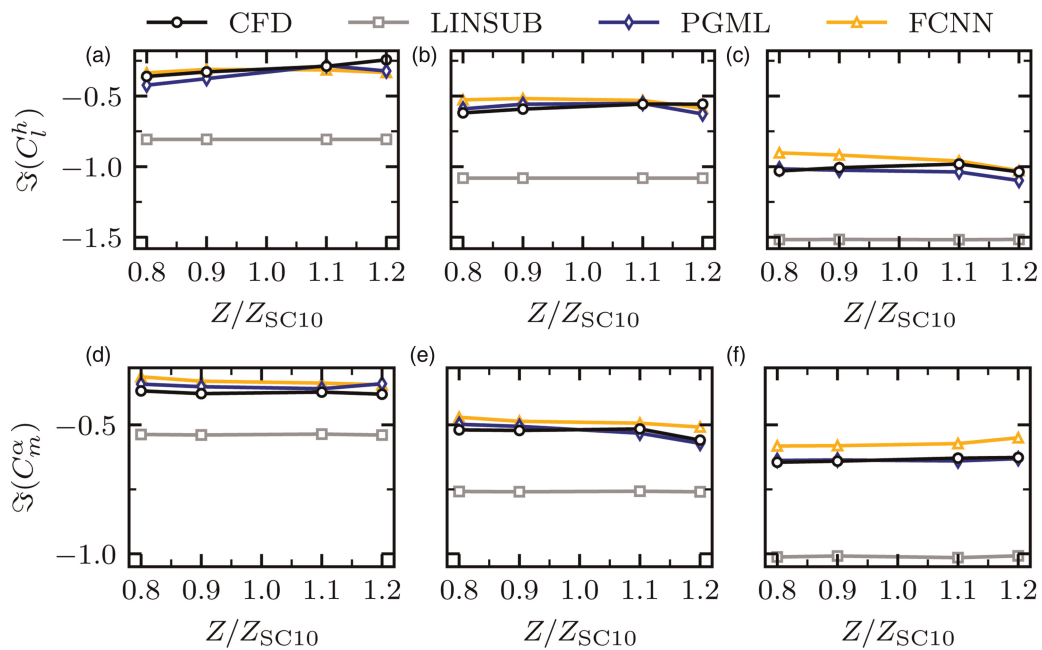 CFD LINSUB PGML FCNN
(a) (b) (c)
−0.5
−1.0
−1.5
ℑ(C_l^h)
0.8 0.9 1.0 1.1 1.2 0.8 0.9 1.0 1.1 1.2 0.8 0.9 1.0 1.1 1.2
Z/Z_SC10 Z/Z_SC10 Z/Z_SC10
(d) (e) (f)
−0.5
−1.0
ℑ(C_m^α)
0.8 0.9 1.0 1.1 1.2 0.8 0.9 1.0 1.1 1.2 0.8 0.9 1.0 1.1 1.2
Z/Z_SC10 Z/Z_SC10 Z/Z_SC10